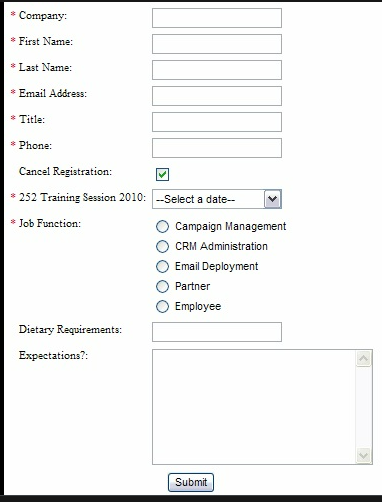 * Company:
* First Name:
* Last Name:
* Email Address:
* Title:
* Phone:
Cancel Registration:
* 252 Training Session 2010: --Select a date--
* Job Function: Campaign Management
CRM Administration
Email Deployment
Partner
Employee
Dietary Requirements:
Expectations?:
Submit